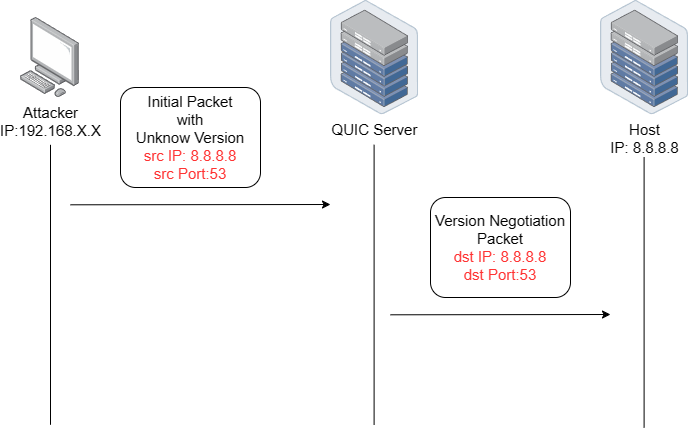 Attacker
IP:192.168.X.X
Initial Packet
with
Unknow Version
src IP: 8.8.8.8
src Port:53
QUIC Server
Host
IP: 8.8.8.8
Version Negotiation
Packet
dst IP: 8.8.8.8
dst Port:53